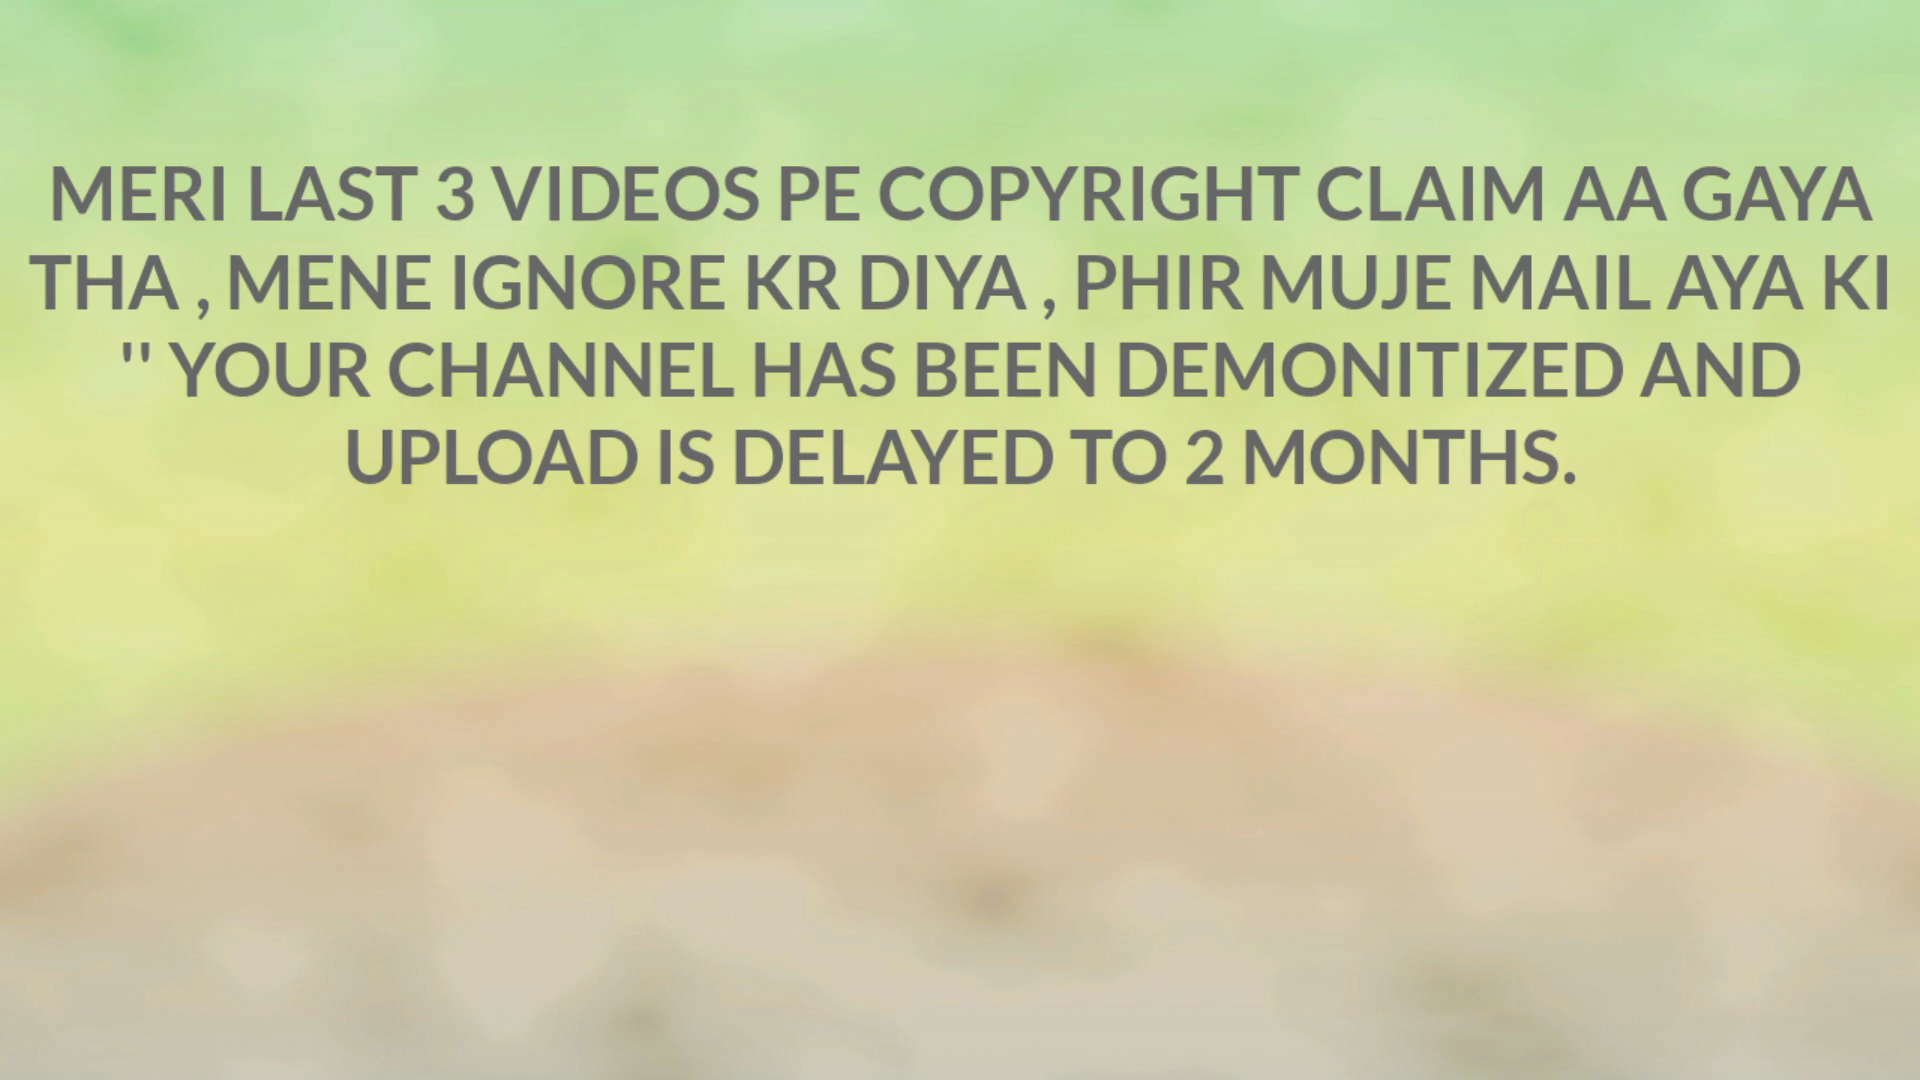 MERI LAST 3 VIDEOS PE COPYRIGHT CLAIM AA GAYA
THA , MENE IGNORE KR DIYA , PHIR MUJE MAIL AYA KI
'' YOUR CHANNEL HAS BEEN DEMONITIZED AND
UPLOAD IS DELAYED TO 2 MONTHS.